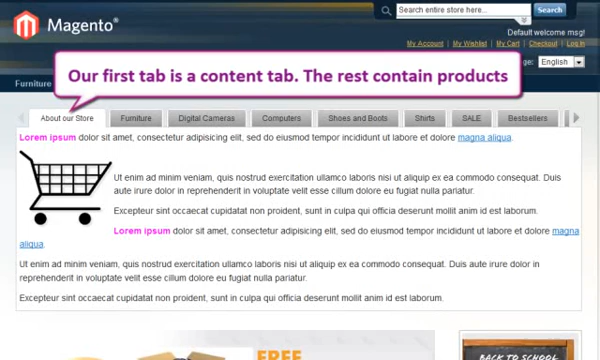 Search entire store here... Search
Magento®
Default welcome msg!
My Account | My Wishlist | My Cart | Checkout | Log In
English
Our first tab is a content tab. The rest contain products
Furniture
About our Store Furniture Digital Cameras Computers Shoes and Boots Shirts SALE Bestsellers
Lorem ipsum dolor sit amet, consectetur adipisicing elit, sed do eiusmod tempor incididunt ut labore et dolore magna aliqua.
Ut enim ad minim veniam, quis nostrud exercitation ullamco laboris nisi ut aliquip ex ea commodo consequat. Duis
aute irure dolor in reprehenderit in voluptate velit esse cillum dolore eu fugiat nulla pariatur.
Excepteur sint occaecat cupidatat non proident, sunt in culpa qui officia deserunt mollit anim id est laborum.
Lorem ipsum dolor sit amet, consectetur adipisicing elit, sed do eiusmod tempor incididunt ut labore et dolore magna
aliqua.
Ut enim ad minim veniam, quis nostrud exercitation ullamco laboris nisi ut aliquip ex ea commodo consequat. Duis aute irure dolor
in reprehenderit in voluptate velit esse cillum dolore eu fugiat nulla pariatur.
Excepteur sint occaecat cupidatat non proident, sunt in culpa qui officia deserunt mollit anim id est laborum.
FREE
BACK TO SCHOOL